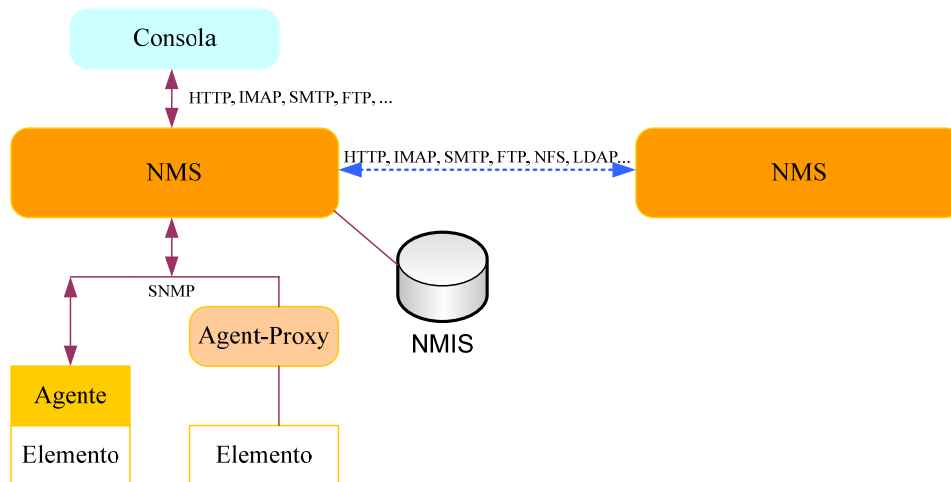 Consola
HTTP, IMAP, SMTP, FTP, ...
NMS
HTTP, IMAP, SMTP, FTP, NFS, LDAP...
NMS
SNMP
Agent-Proxy
NMIS
Agente
Elemento
Elemento